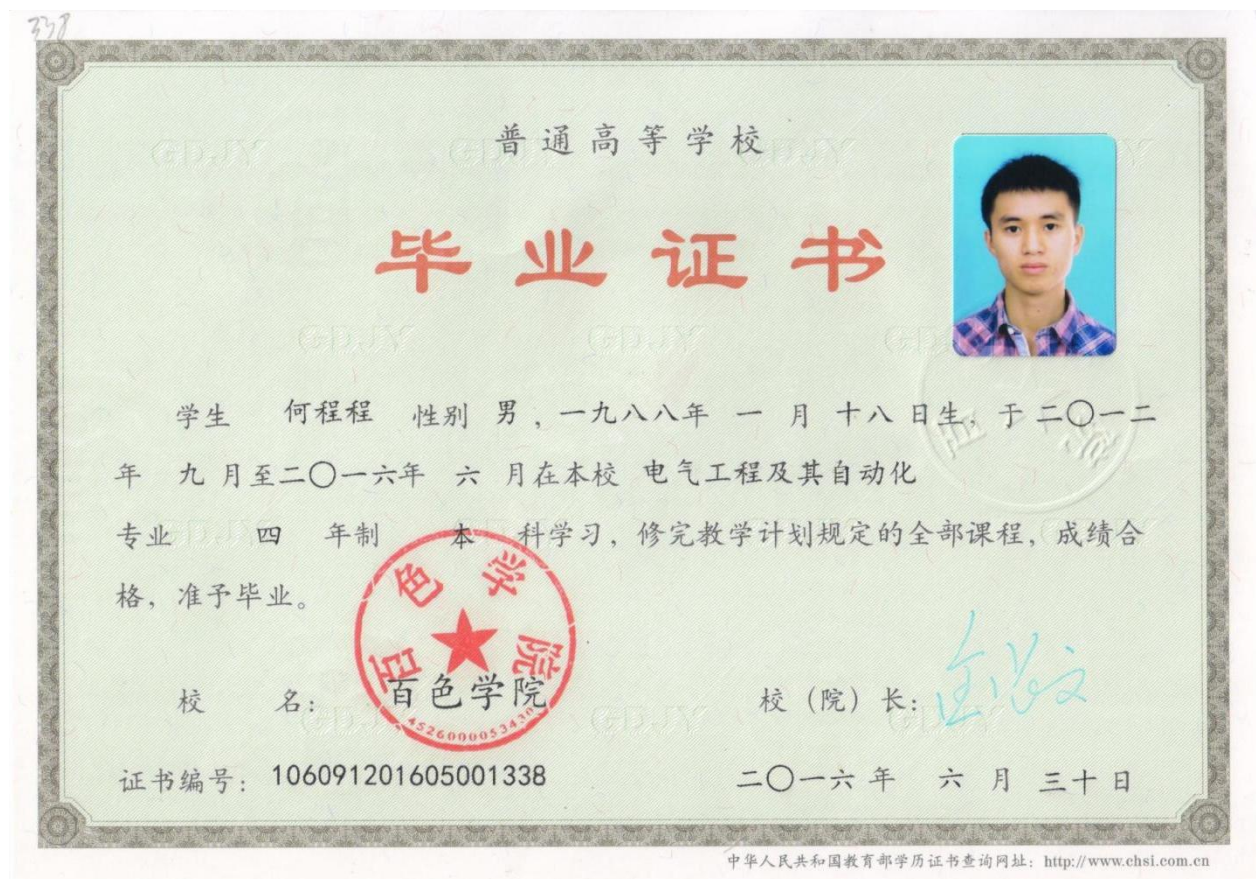 338
普通高等学校
毕业证书
学生 何程程 性别 男,一九八八年 一 月 十八 日生,于二〇一二
年 九 月至二〇一六年 六 月在本校 电气工程及其自动化
专业 四 年制 本 科学习,修完教学计划规定的全部课程,成绩合
格,准予毕业。
百色学院
4526000053430
校 名: 百色学院 校(院)长:
证书编号: 106091201605001338 二〇一六年 六 月 三十 日
中华人民共和国教育部学历证书查询网址: http://www.chsi.com.cn